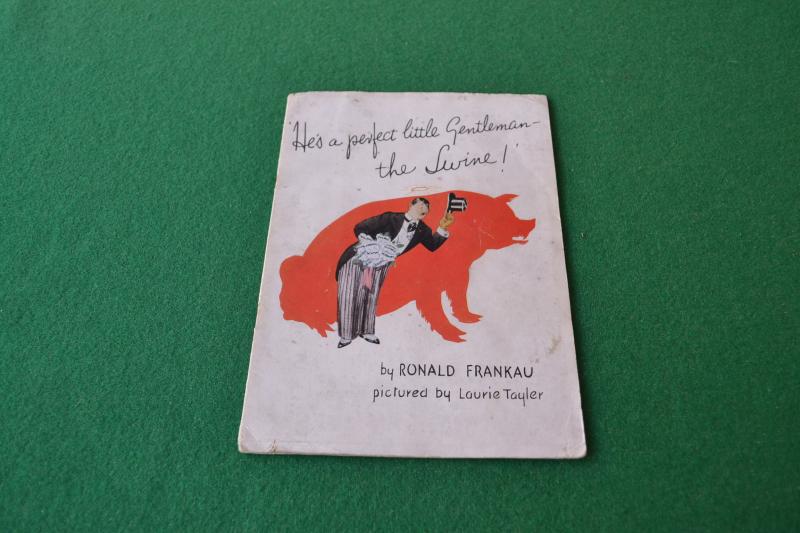 'He's a perfect little Gentleman—
the Swine!'
by RONALD FRANKAU
pictured by Laurie Tayler